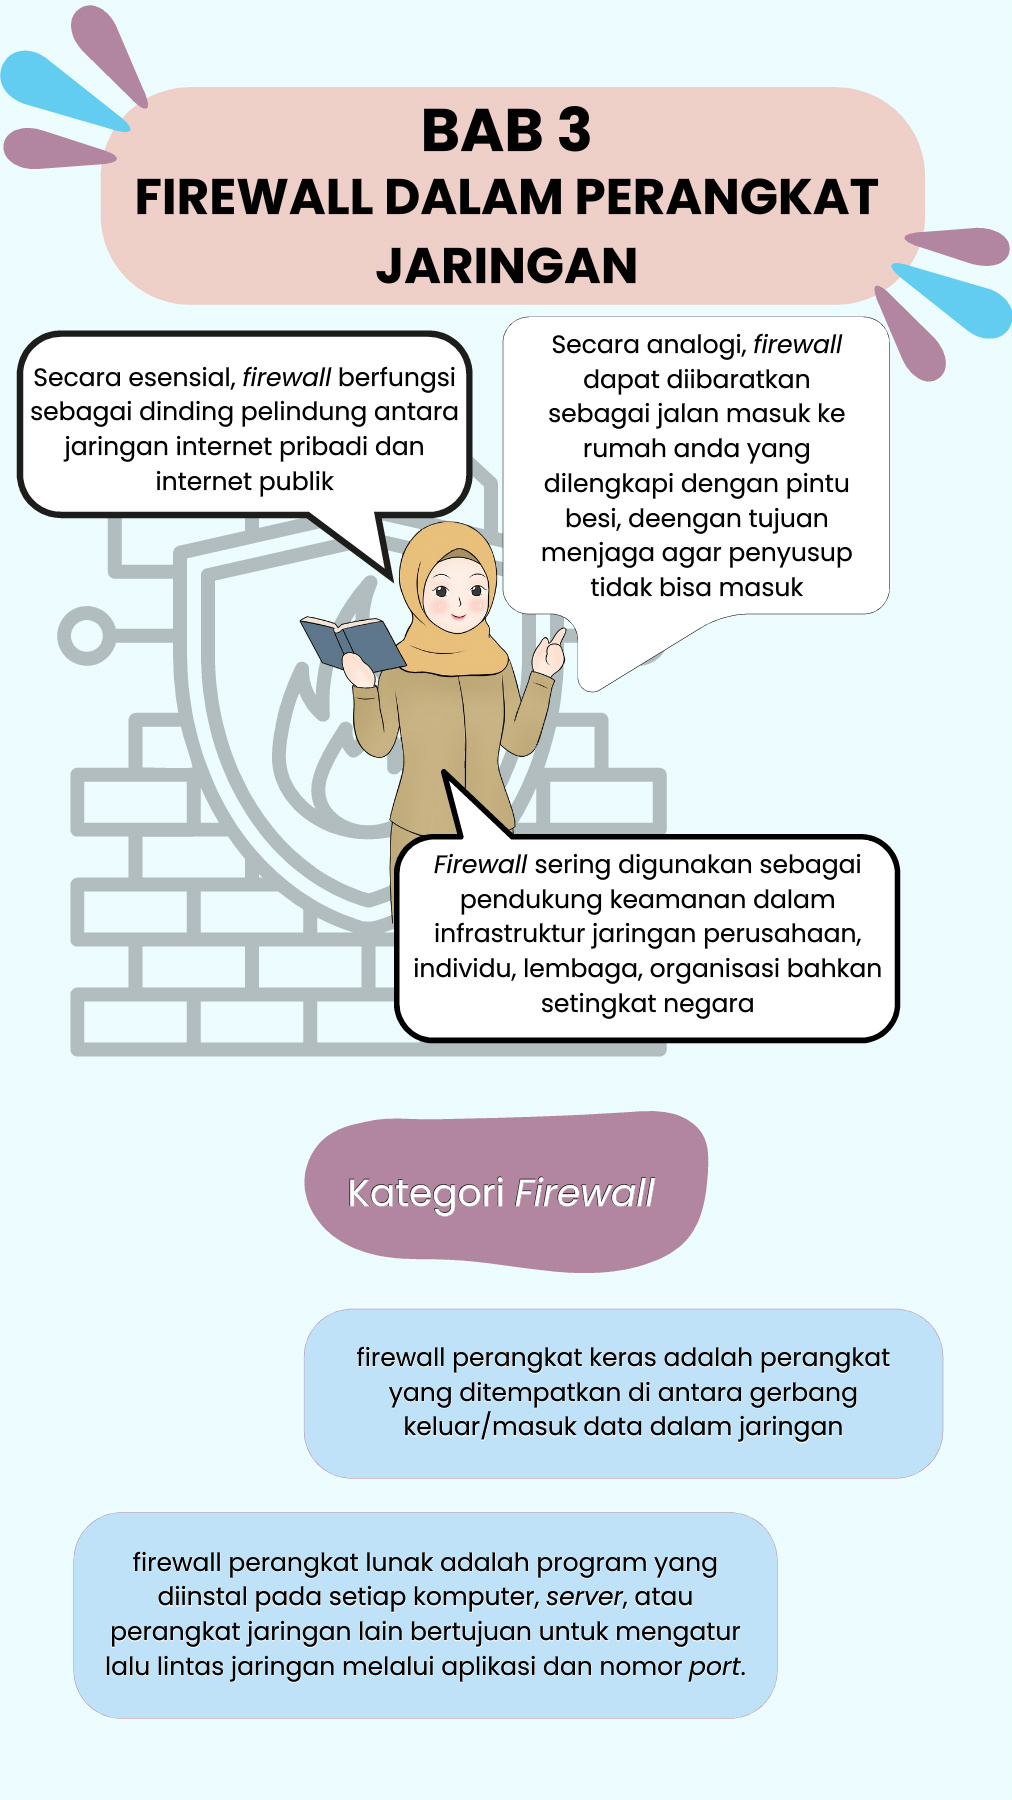 BAB 3
FIREWALL DALAM PERANGKAT
JARINGAN
Secara esensial, firewall berfungsi
sebagai dinding pelindung antara
jaringan internet pribadi dan
internet publik
Secara analogi, firewall
dapat diibaratkan
sebagai jalan masuk ke
rumah anda yang
dilengkapi dengan pintu
besi, deengan tujuan
menjaga agar penyusup
tidak bisa masuk
Firewall sering digunakan sebagai
pendukung keamanan dalam
infrastruktur jaringan perusahaan,
individu, lembaga, organisasi bahkan
setingkat negara
Kategori Firewall
firewall perangkat keras adalah perangkat
yang ditempatkan di antara gerbang
keluar/masuk data dalam jaringan
firewall perangkat lunak adalah program yang
diinstal pada setiap komputer, server, atau
perangkat jaringan lain bertujuan untuk mengatur
lalu lintas jaringan melalui aplikasi dan nomor port.